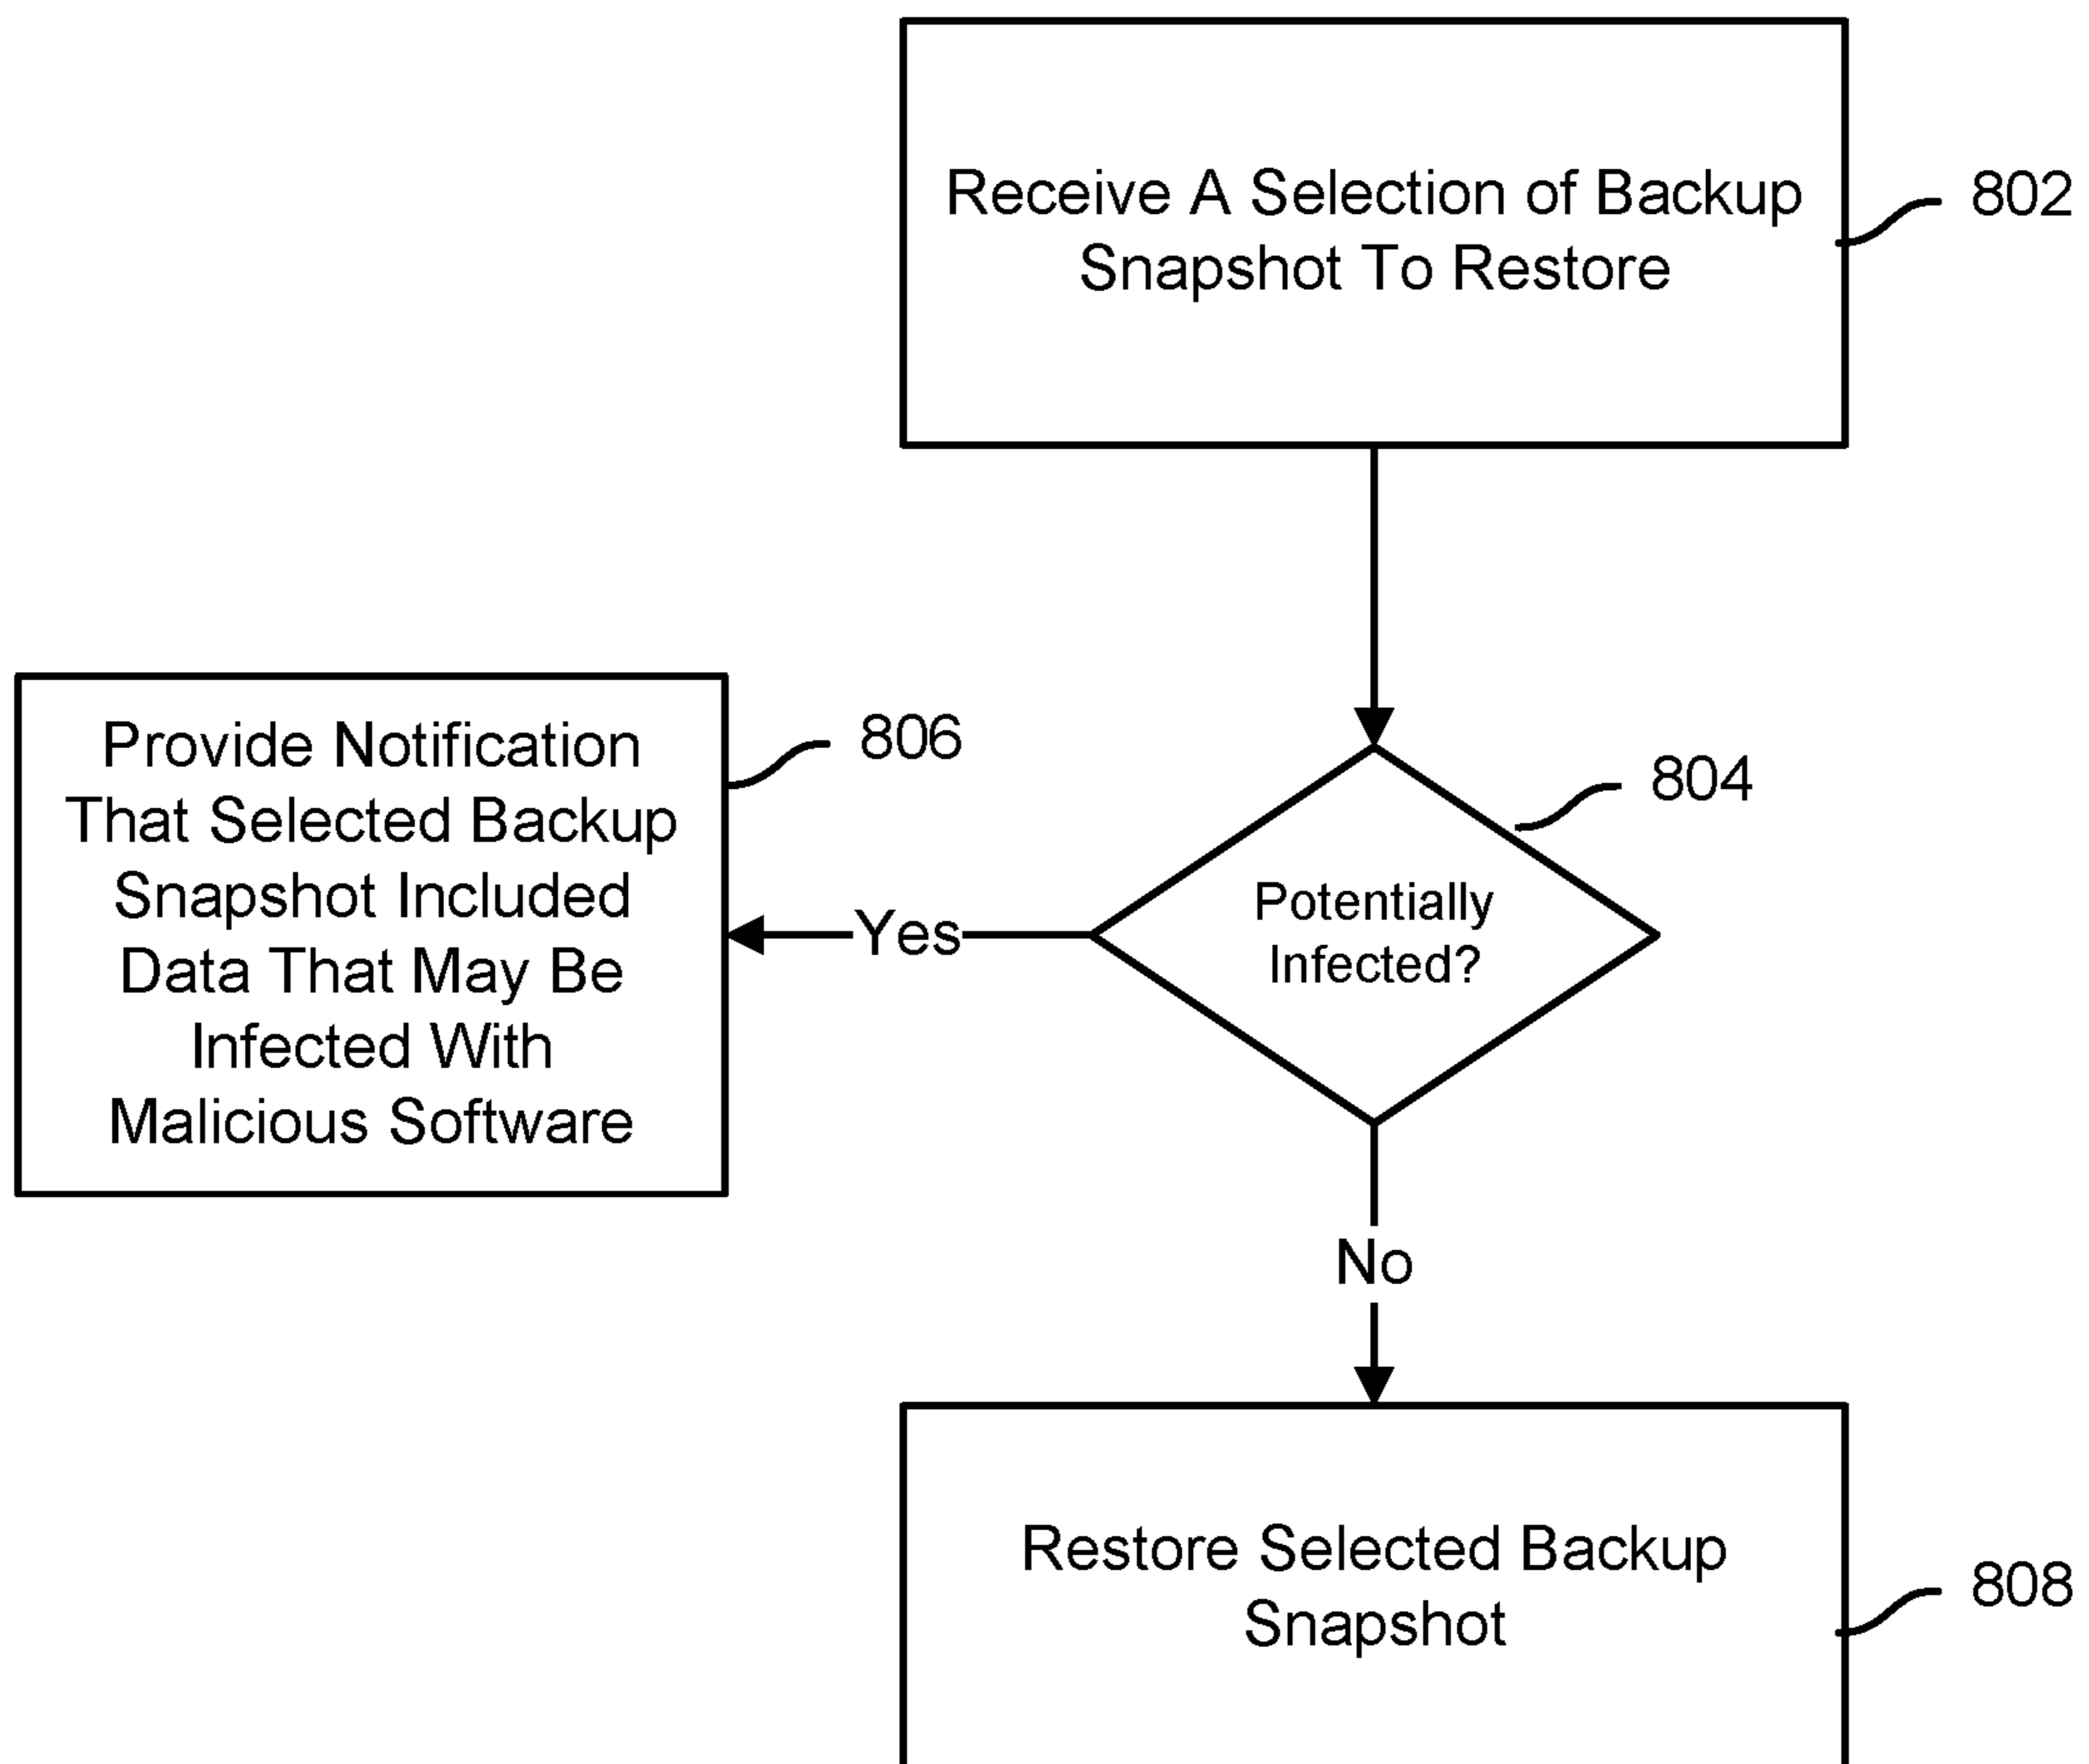 Receive A Selection of Backup
Snapshot To Restore
802
Provide Notification
That Selected Backup
Snapshot Included
Data That May Be
Infected With
Malicious Software
806
804
Potentially
Infected?
Yes
No
Restore Selected Backup
Snapshot
808